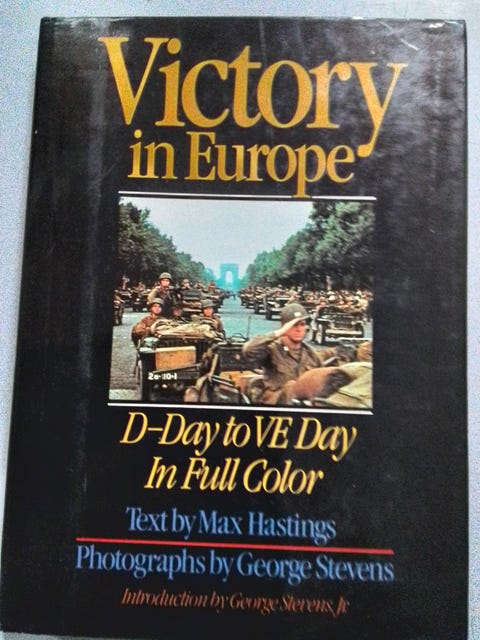 Victory
in Europe
D-Day to VE Day
In Full Color
Text by Max Hastings
Photographs by George Stevens
Introduction by George Stevens, Jr.